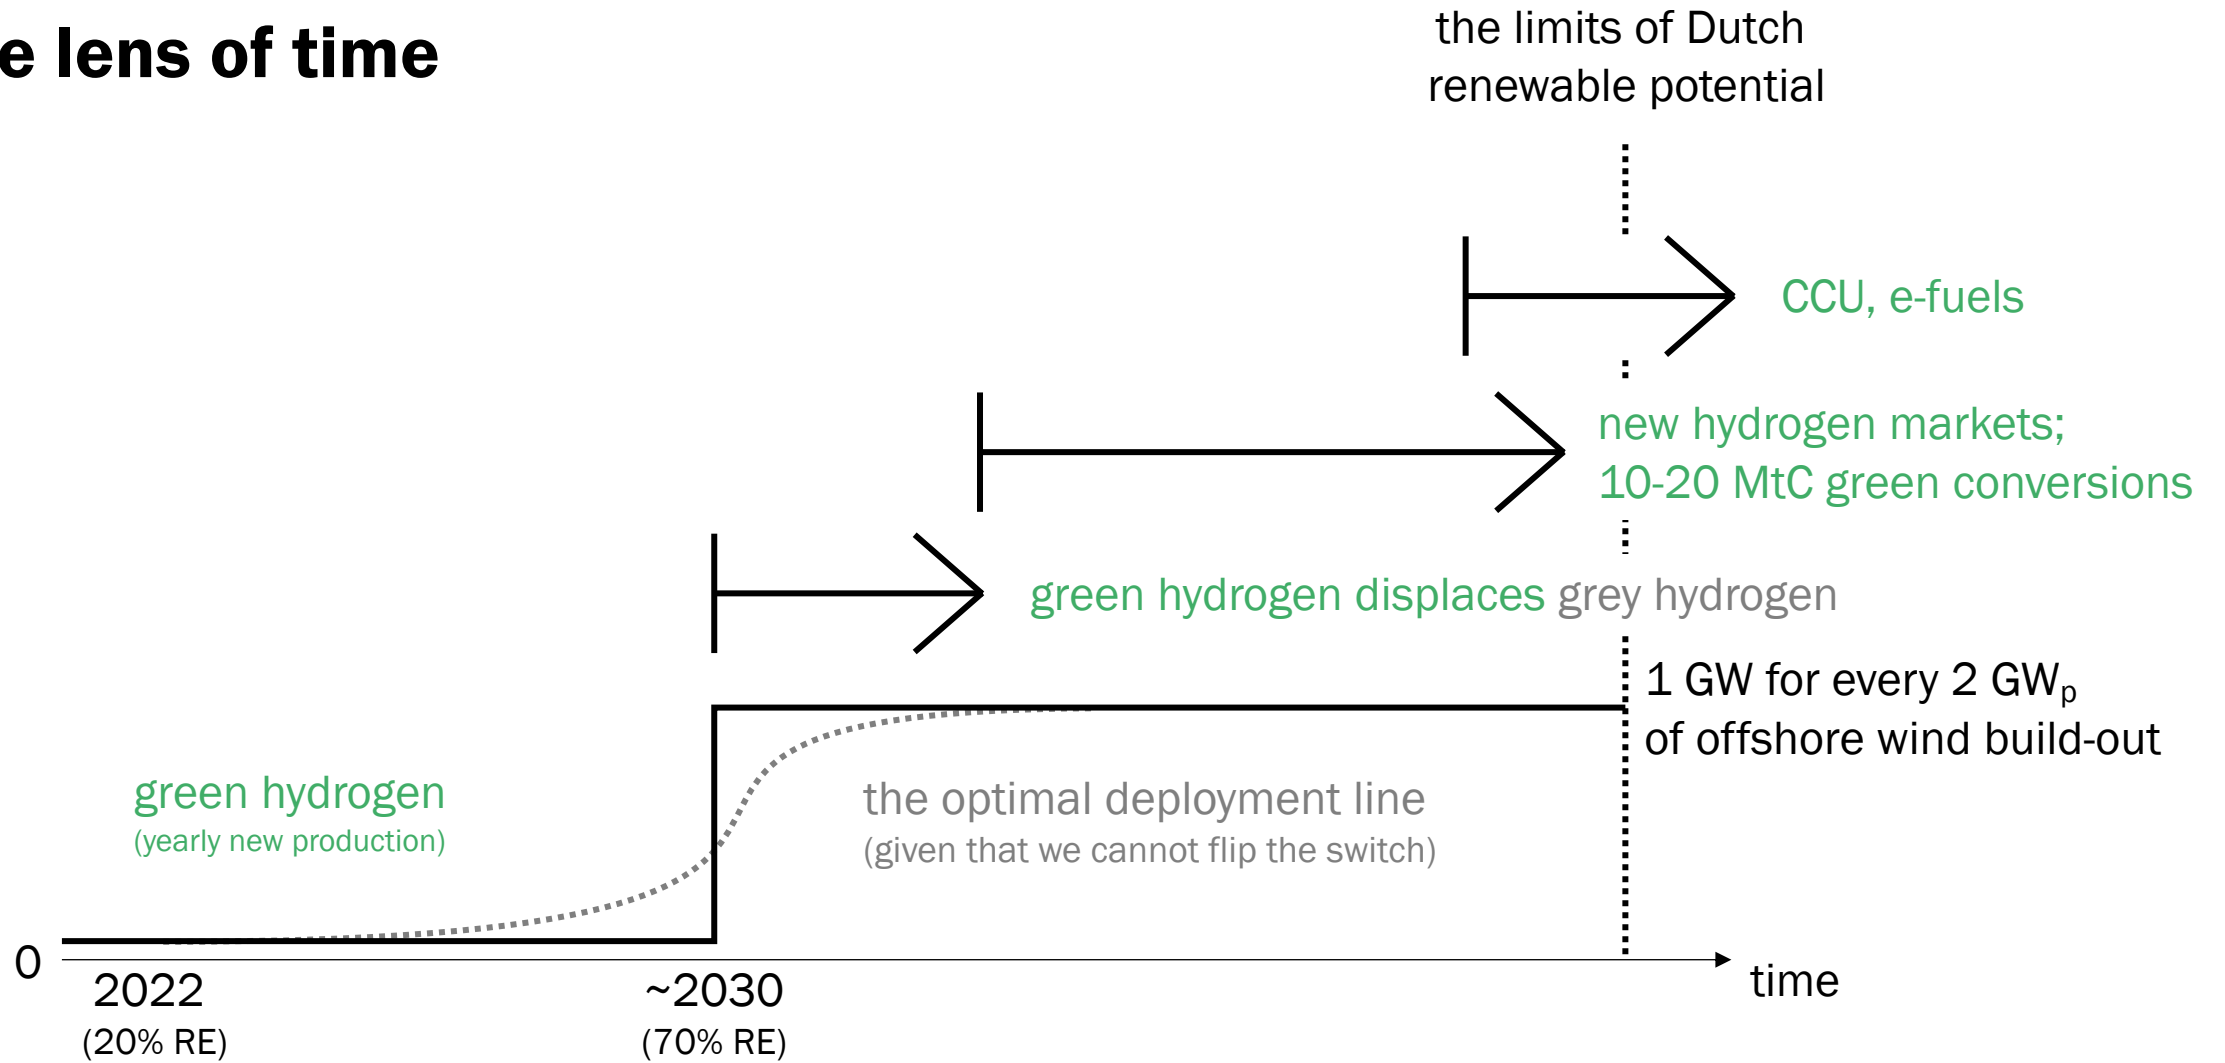 e lens of time
the limits of Dutch
renewable potential
CCU, e-fuels
new hydrogen markets;
10-20 MtC green conversions
green hydrogen displaces grey hydrogen
1 GW for every 2 GWₚ
of offshore wind build-out
green hydrogen
(yearly new production)
the optimal deployment line
(given that we cannot flip the switch)
0
time
2022
(20% RE)
~2030
(70% RE)